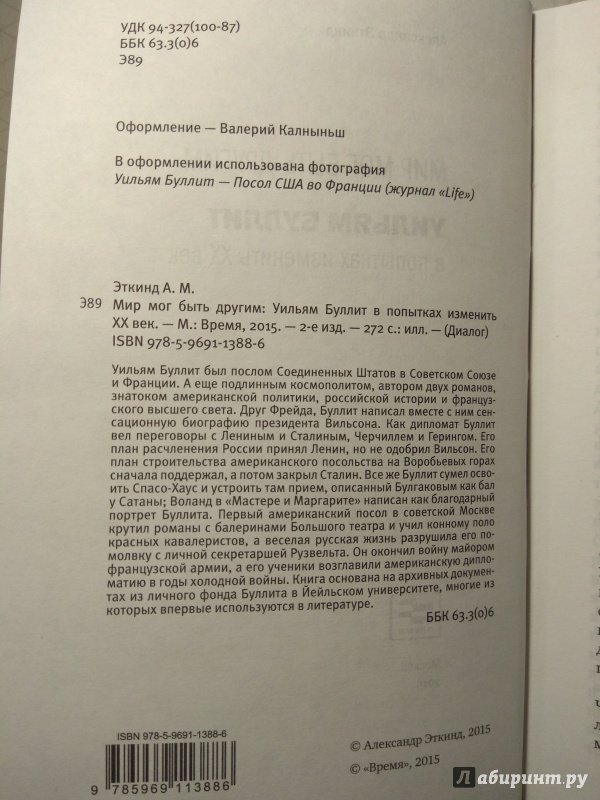 УДК 94-327(100-87)
ББК 63.3(0)6
Э89
Оформление — Валерий Калныньш
В оформлении использована фотография
Уильям Буллит — Посол США во Франции (журнал «Life»)
Эткинд А. М.
Э89 Мир мог быть другим: Уильям Буллит в попытках изменить
ХХ век. — М.: Время, 2015. — 2-е изд. — 272 с.: илл. — (Диалог)
ISBN 978-5-9691-1388-6
Уильям Буллит был послом Соединенных Штатов в Советском Союзе
и Франции. А еще подлинным космополитом, автором двух романов,
знатоком американской политики, российской истории и француз-
ского высшего света. Друг Фрейда, Буллит написал вместе с ним сен-
сационную биографию президента Вильсона. Как дипломат Буллит
вел переговоры с Лениным и Сталиным, Черчиллем и Герингом. Его
план расчленения России принял Ленин, но не одобрил Вильсон. Его
план строительства американского посольства на Воробьевых горах
сначала поддержал, а потом закрыл Сталин. Все же Буллит сумел осво-
ить Спасо-Хаус и устроить там прием, описанный Булгаковым как бал
у Сатаны; Воланд в «Мастере и Маргарите» написан как благодарный
портрет Буллита. Первый американский посол в советской Москве
крутил романы с балеринами Большого театра и учил конному поло
красных кавалеристов, а веселая русская жизнь разрушила его по-
молвку с личной секретаршей Рузвельта. Он окончил войну майором
французской армии, а его ученики возглавили американскую дипло-
матию в годы холодной войны. Книга основана на архивных докумен-
тах из личного фонда Буллита в Йейльском университете, многие из
которых впервые используются в литературе.
ББК 63.3(0)6
ISBN 978-5-9691-1388-6
9 785969 113886
© Александр Эткинд, 2015
© «Время», 2015
Лабиринт.ру